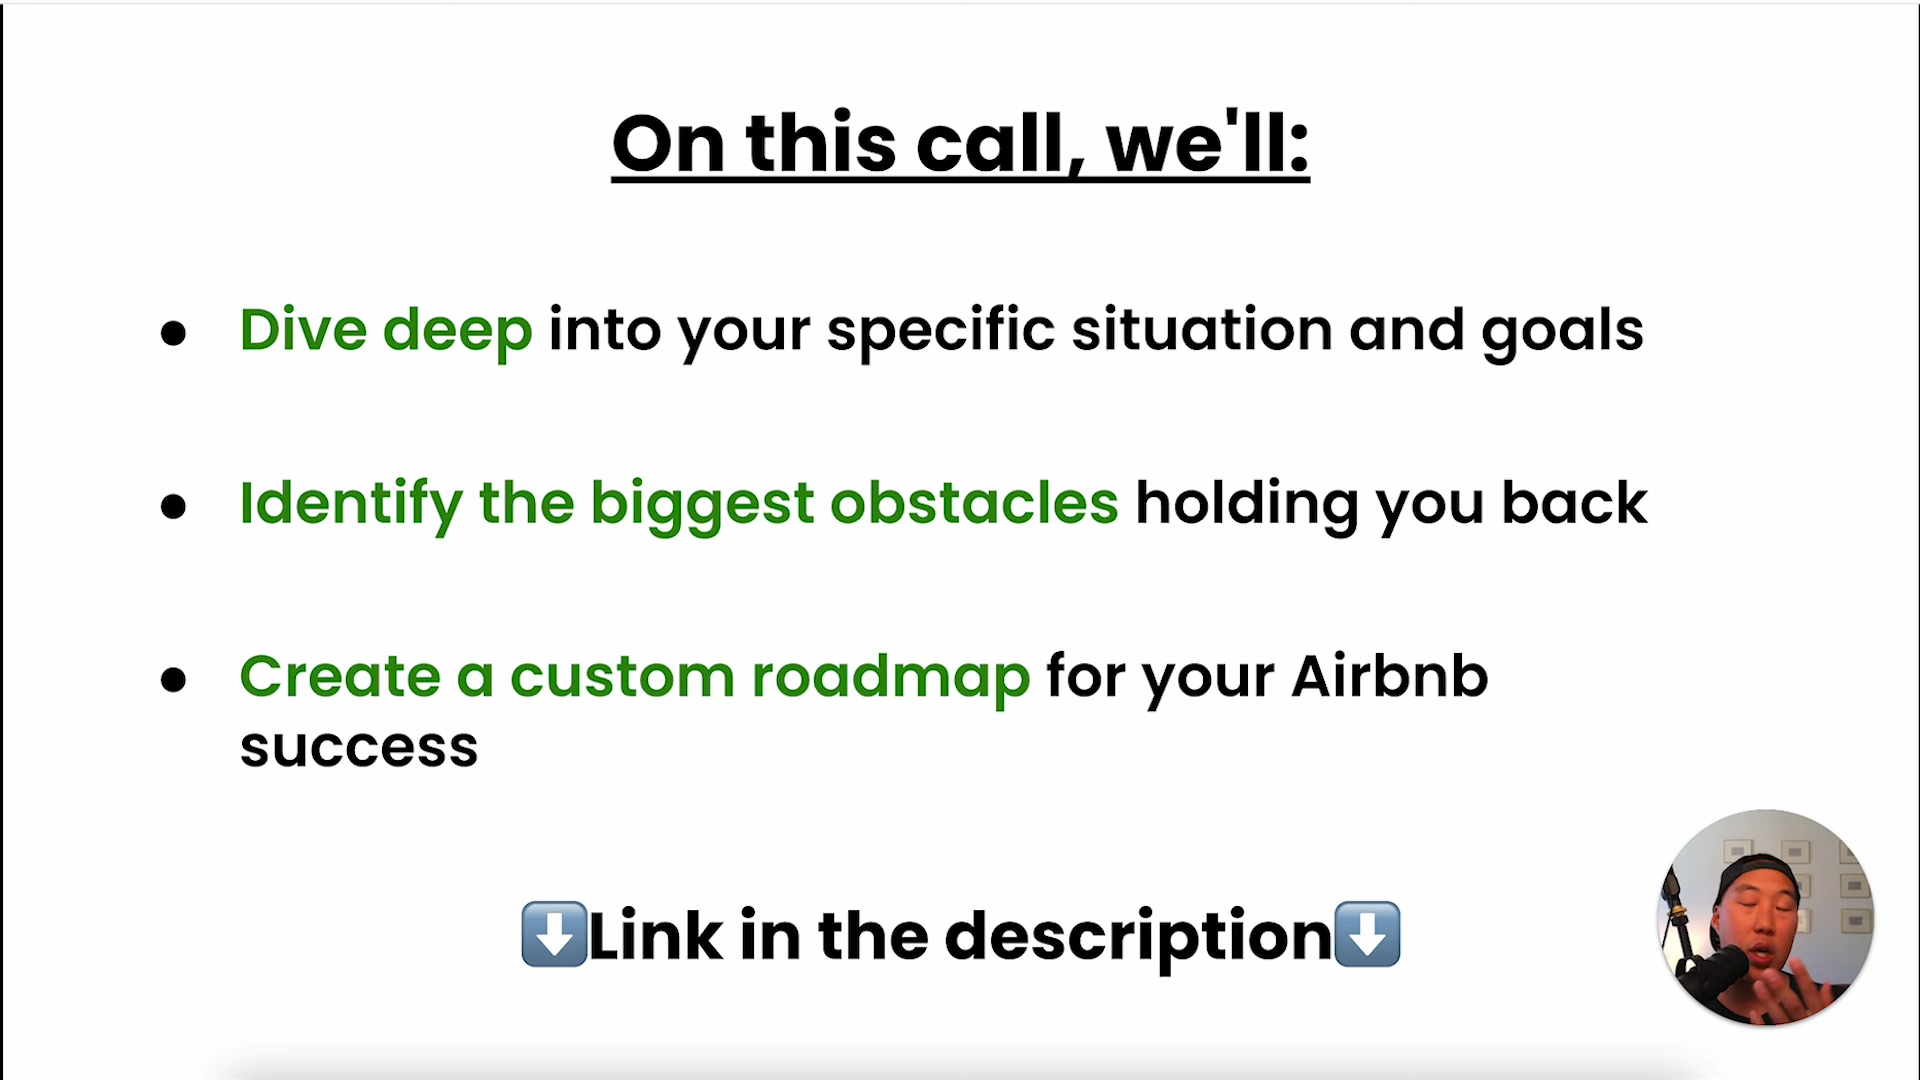 On this call, we'll:
● Dive deep into your specific situation and goals
● Identify the biggest obstacles holding you back
● Create a custom roadmap for your Airbnb
success
⬇️Link in the description⬇️